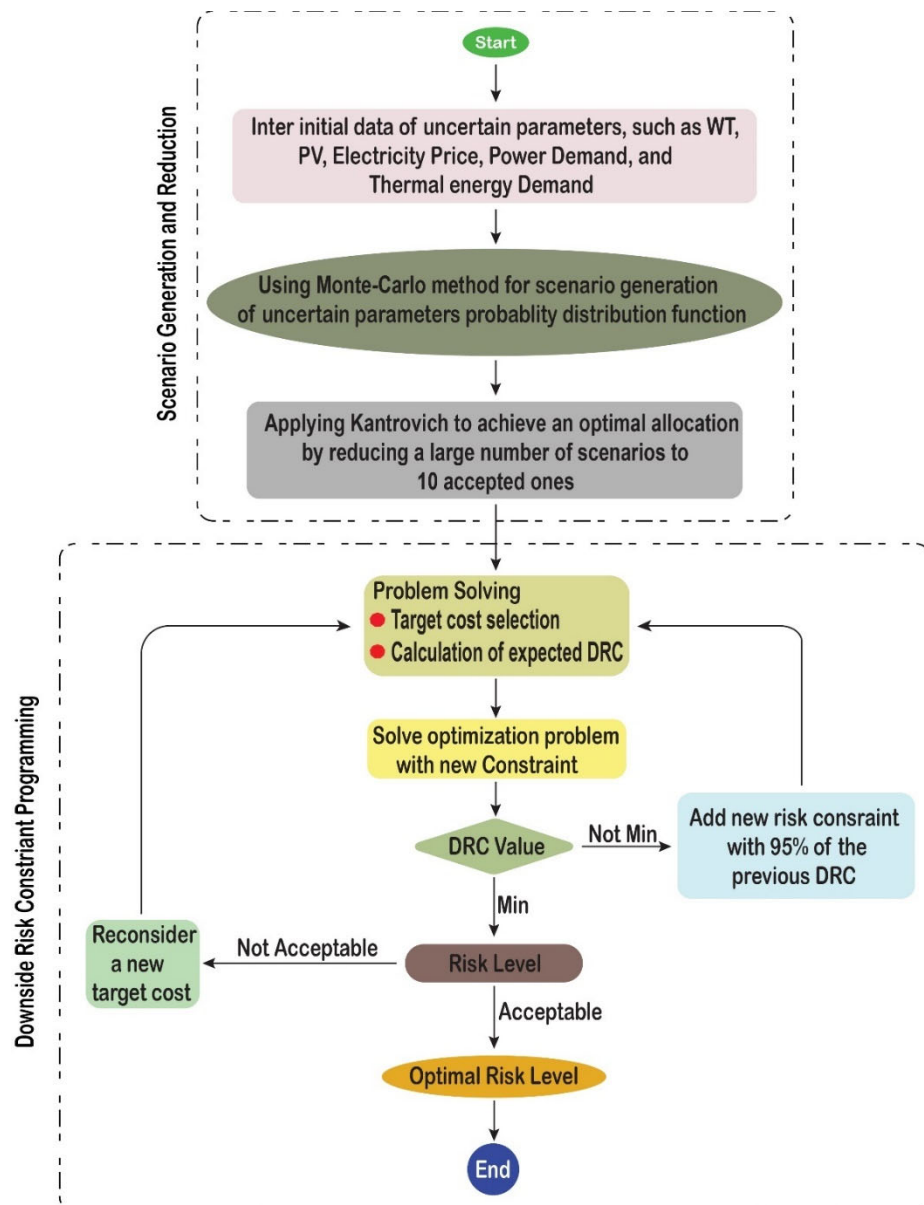 Start
Scenario Generation and Reduction
Inter initial data of uncertain parameters, such as WT,
PV, Electricity Price, Power Demand, and
Thermal energy Demand
Using Monte-Carlo method for scenario generation
of uncertain parameters probablity distribution function
Applying Kantrovich to achieve an optimal allocation
by reducing a large number of scenarios to
10 accepted ones
Downside Risk Constriant Programming
Problem Solving
Target cost selection
Calculation of expected DRC
Solve optimization problem
with new Constraint
DRC Value
Not Min
Add new risk consraint
with 95% of the
previous DRC
Min
Reconsider
a new
target cost
Not Acceptable
Risk Level
Acceptable
Optimal Risk Level
End